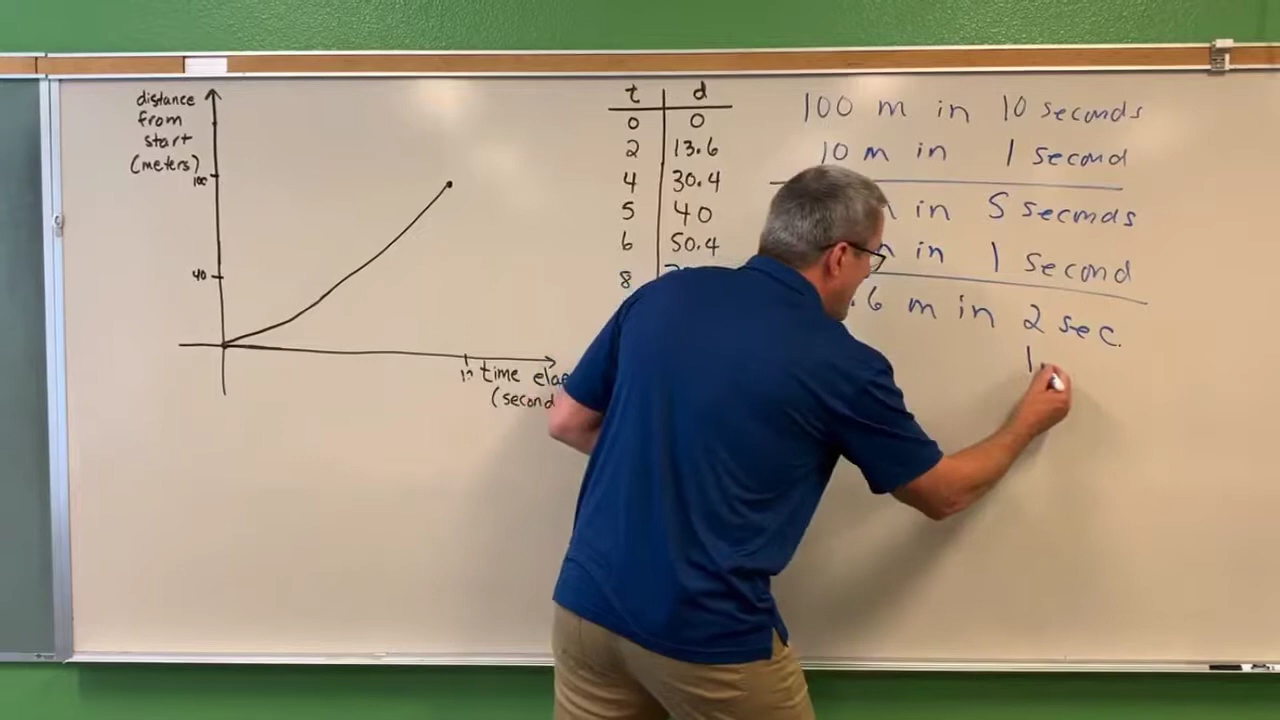 distance
from
start
(meters)
100
40
10
time
(second
t d
0 0
2 13.6
4 30.4
5 40
6 50.4
8
100 m in 10 seconds
10 m in 1 second
in 5 seconds
in 1 second
.6 m in 2 sec.
1